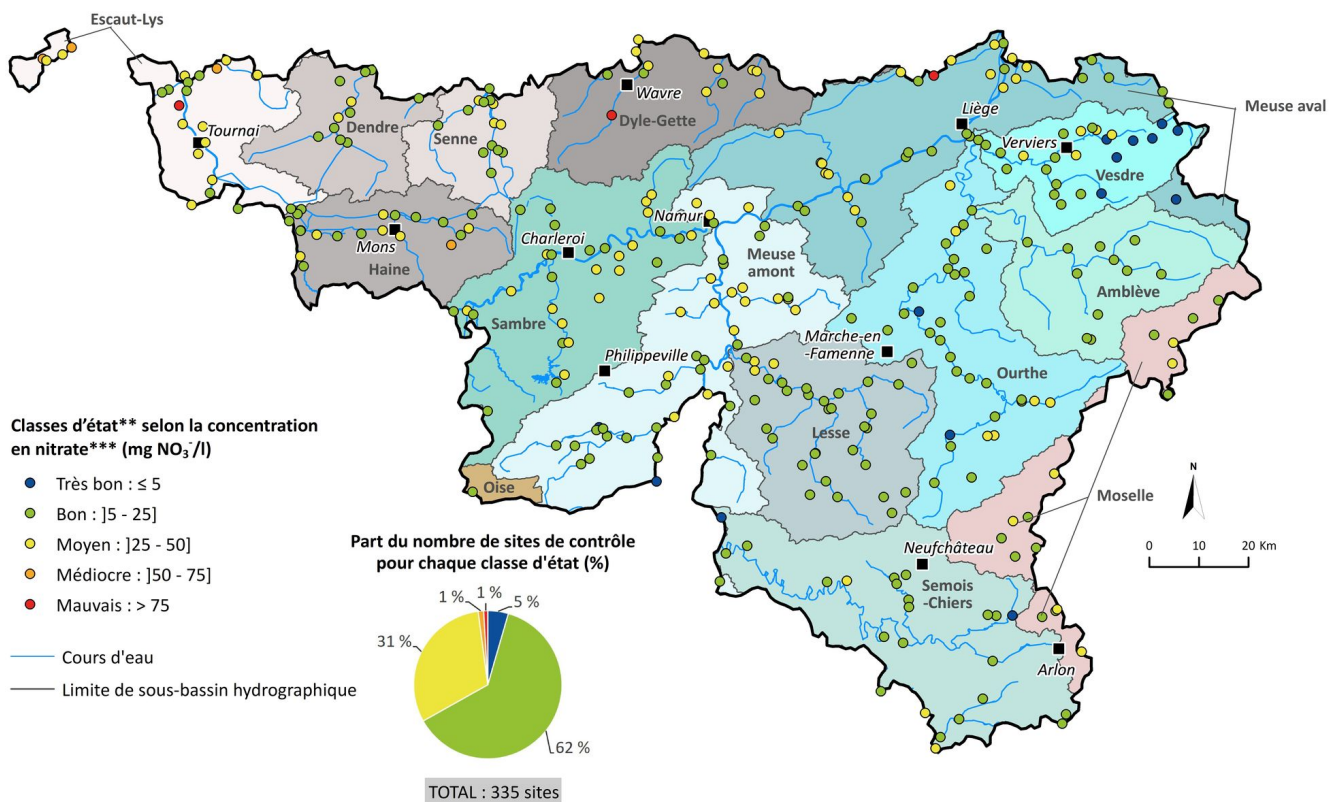 Escaut-Lys
Wavre
Dyle-Gette
Liège
Meuse aval
Dendre
Senne
Tournai
Verviers
Vesdre
Namur
Mons
Haine
Charleroi
Meuse
amont
Amblève
Sambre
Marche-en
-Famenne
Philippeville
Ourthe
Lesse
Classes d'état** selon la concentration
en nitrate*** (mg NO₃⁻/l)
Très bon : ≤ 5
Bon : ]5 - 25]
Moyen : ]25 - 50]
Médiocre : ]50 - 75]
Mauvais : > 75
Cours d'eau
Limite de sous-bassin hydrographique
Oise
Moselle
N
0 10 20 Km
Part du nombre de sites de contrôle
pour chaque classe d'état (%)
1 % 1 % 5 %
31 %
62 %
TOTAL : 335 sites
Neufchâteau
Semois
-Chiers
Arlon